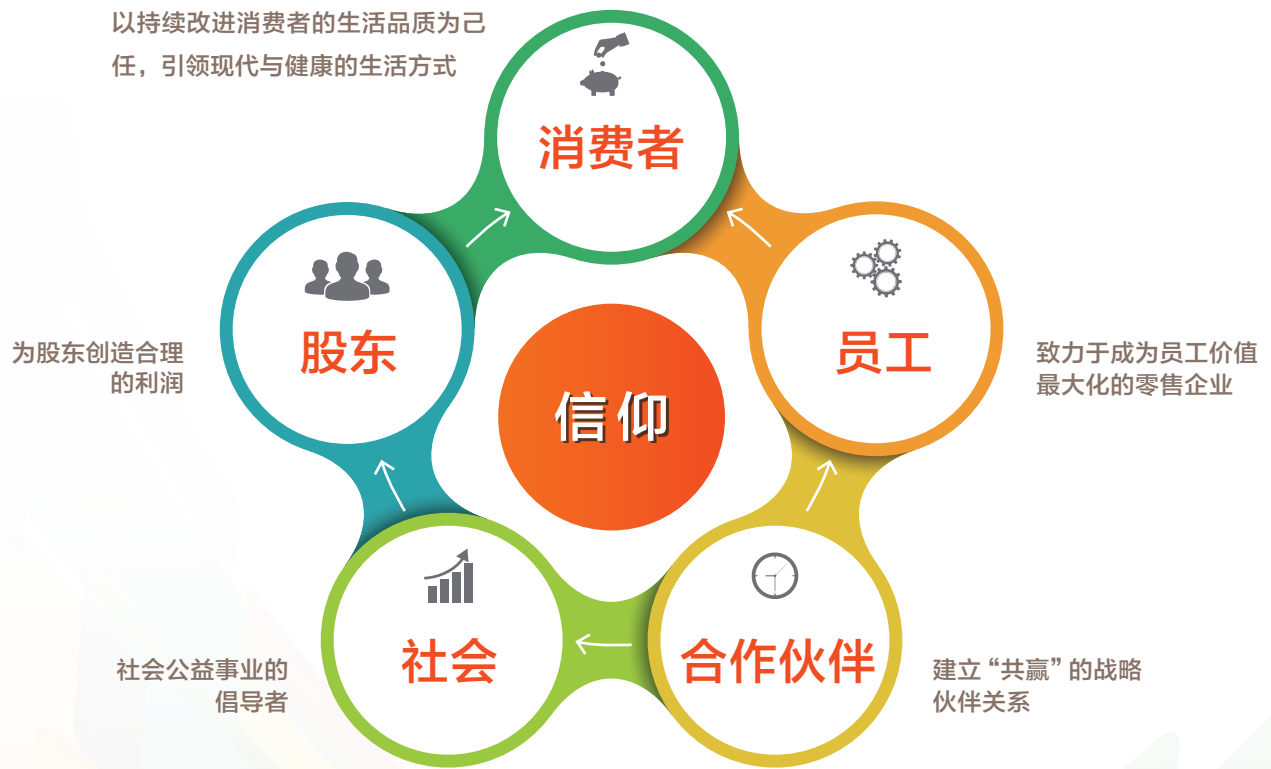 以持续改进消费者的生活品质为己
任，引领现代与健康的生活方式
消费者
股东
为股东创造合理
的利润
员工
致力于成为员工价值
最大化的零售企业
信仰
社会
社会公益事业的
倡导者
合作伙伴
建立“共赢”的战略
伙伴关系